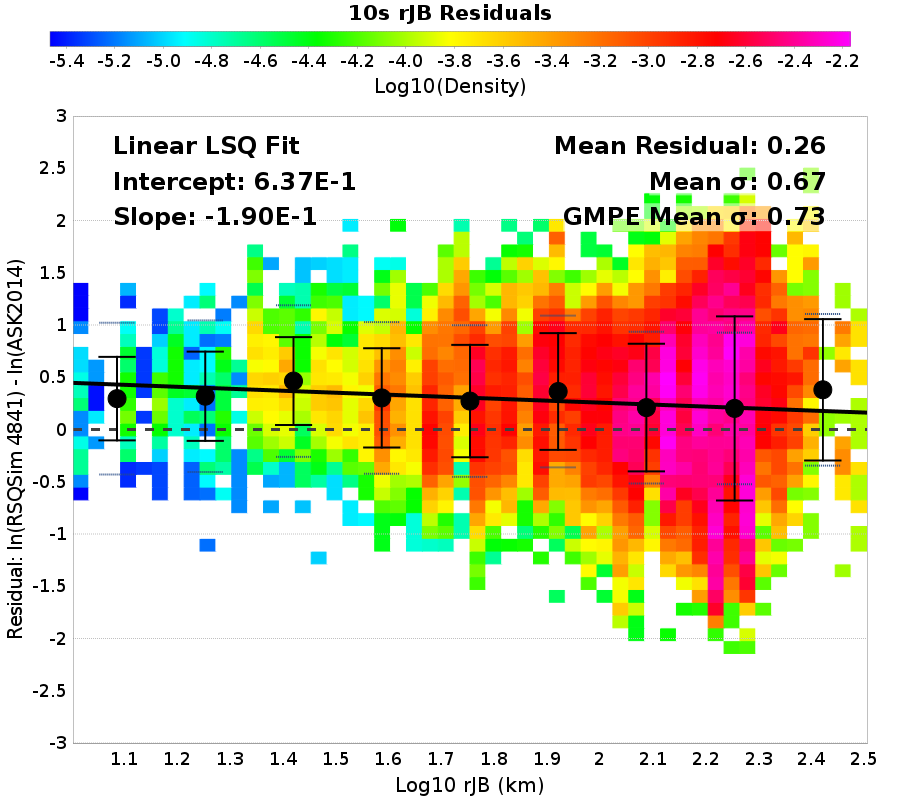 10s rJB Residuals
-5.4 -5.2 -5.0 -4.8 -4.6 -4.4 -4.2 -4.0 -3.8 -3.6 -3.4 -3.2 -3.0 -2.8 -2.6 -2.4 -2.2
Log10(Density)
Linear LSQ Fit
Intercept: 6.37E-1
Slope: -1.90E-1
Mean Residual: 0.26
Mean σ: 0.67
GMPE Mean σ: 0.73
Residual: ln(RSQSim 4841) - ln(ASK2014)
3
2.5
2
1.5
1
0.5
0
-0.5
-1
-1.5
-2
-2.5
-3
1.1 1.2 1.3 1.4 1.5 1.6 1.7 1.8 1.9 2 2.1 2.2 2.3 2.4 2.5
Log10 rJB (km)